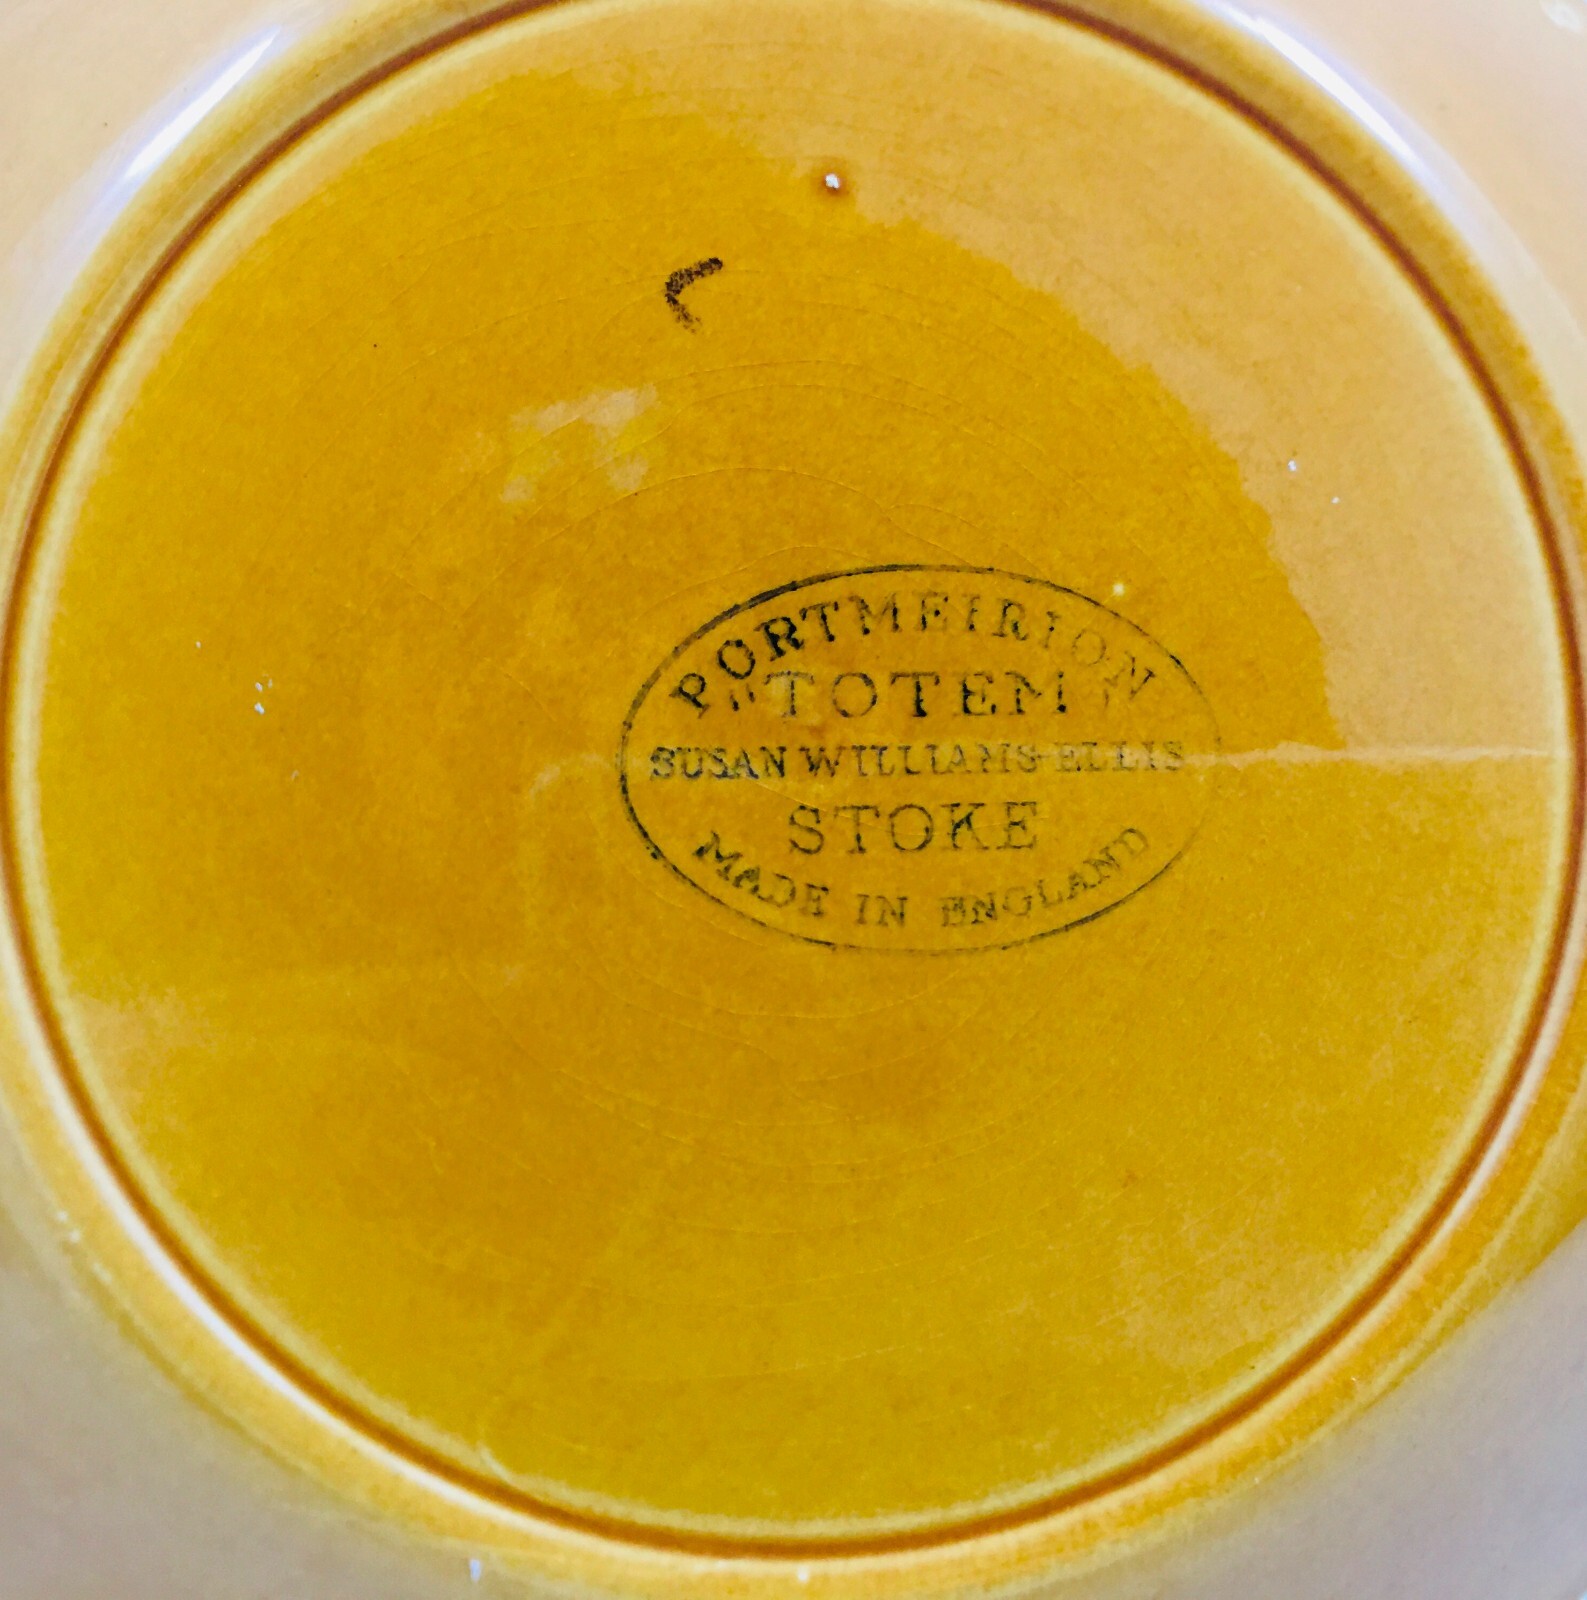 PORTMEIRION
"TOTEM"
SUSAN WILLIAMS-ELLIS
STOKE
MADE IN ENGLAND